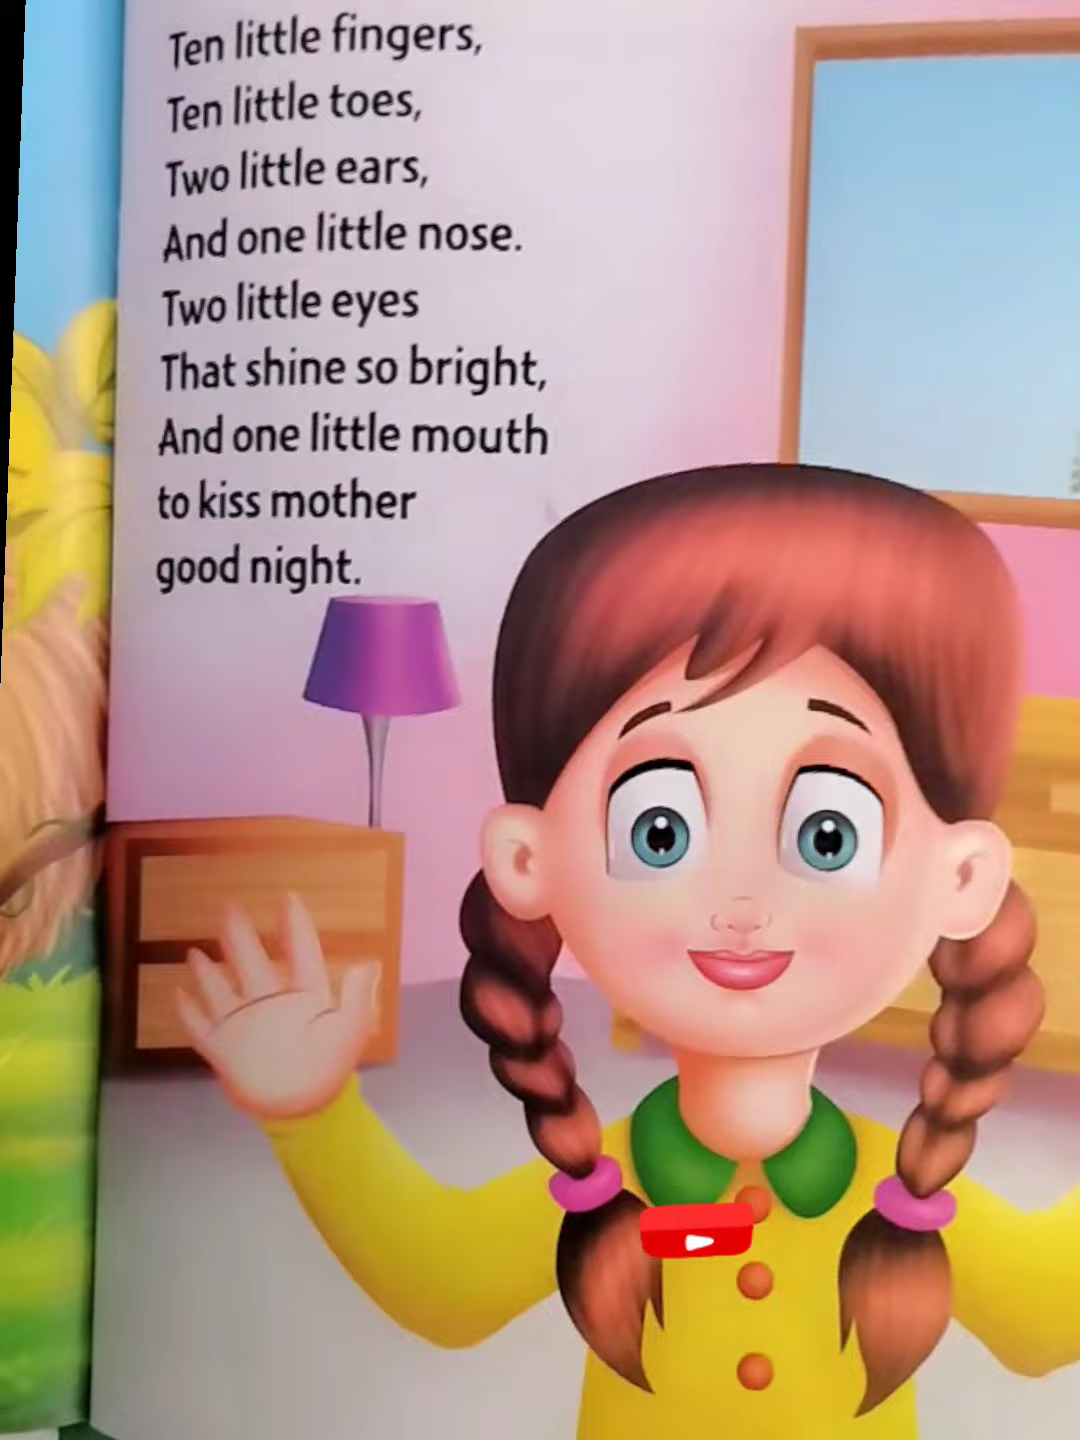 Ten little fingers,
Ten little toes,
Two little ears,
And one little nose.
Two little eyes
That shine so bright,
And one little mouth
to kiss mother
good night.